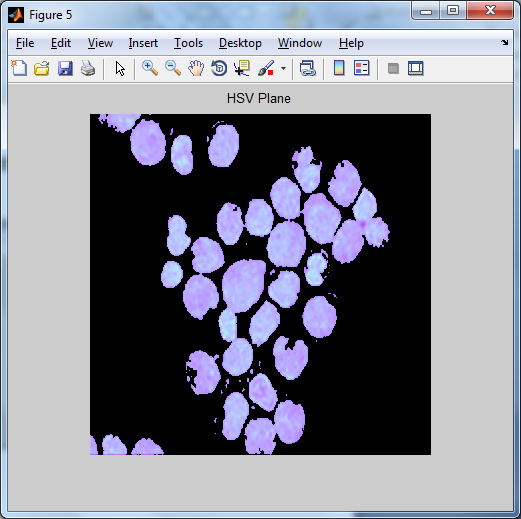 Figure 5
File Edit View Insert Tools Desktop Window Help
HSV Plane